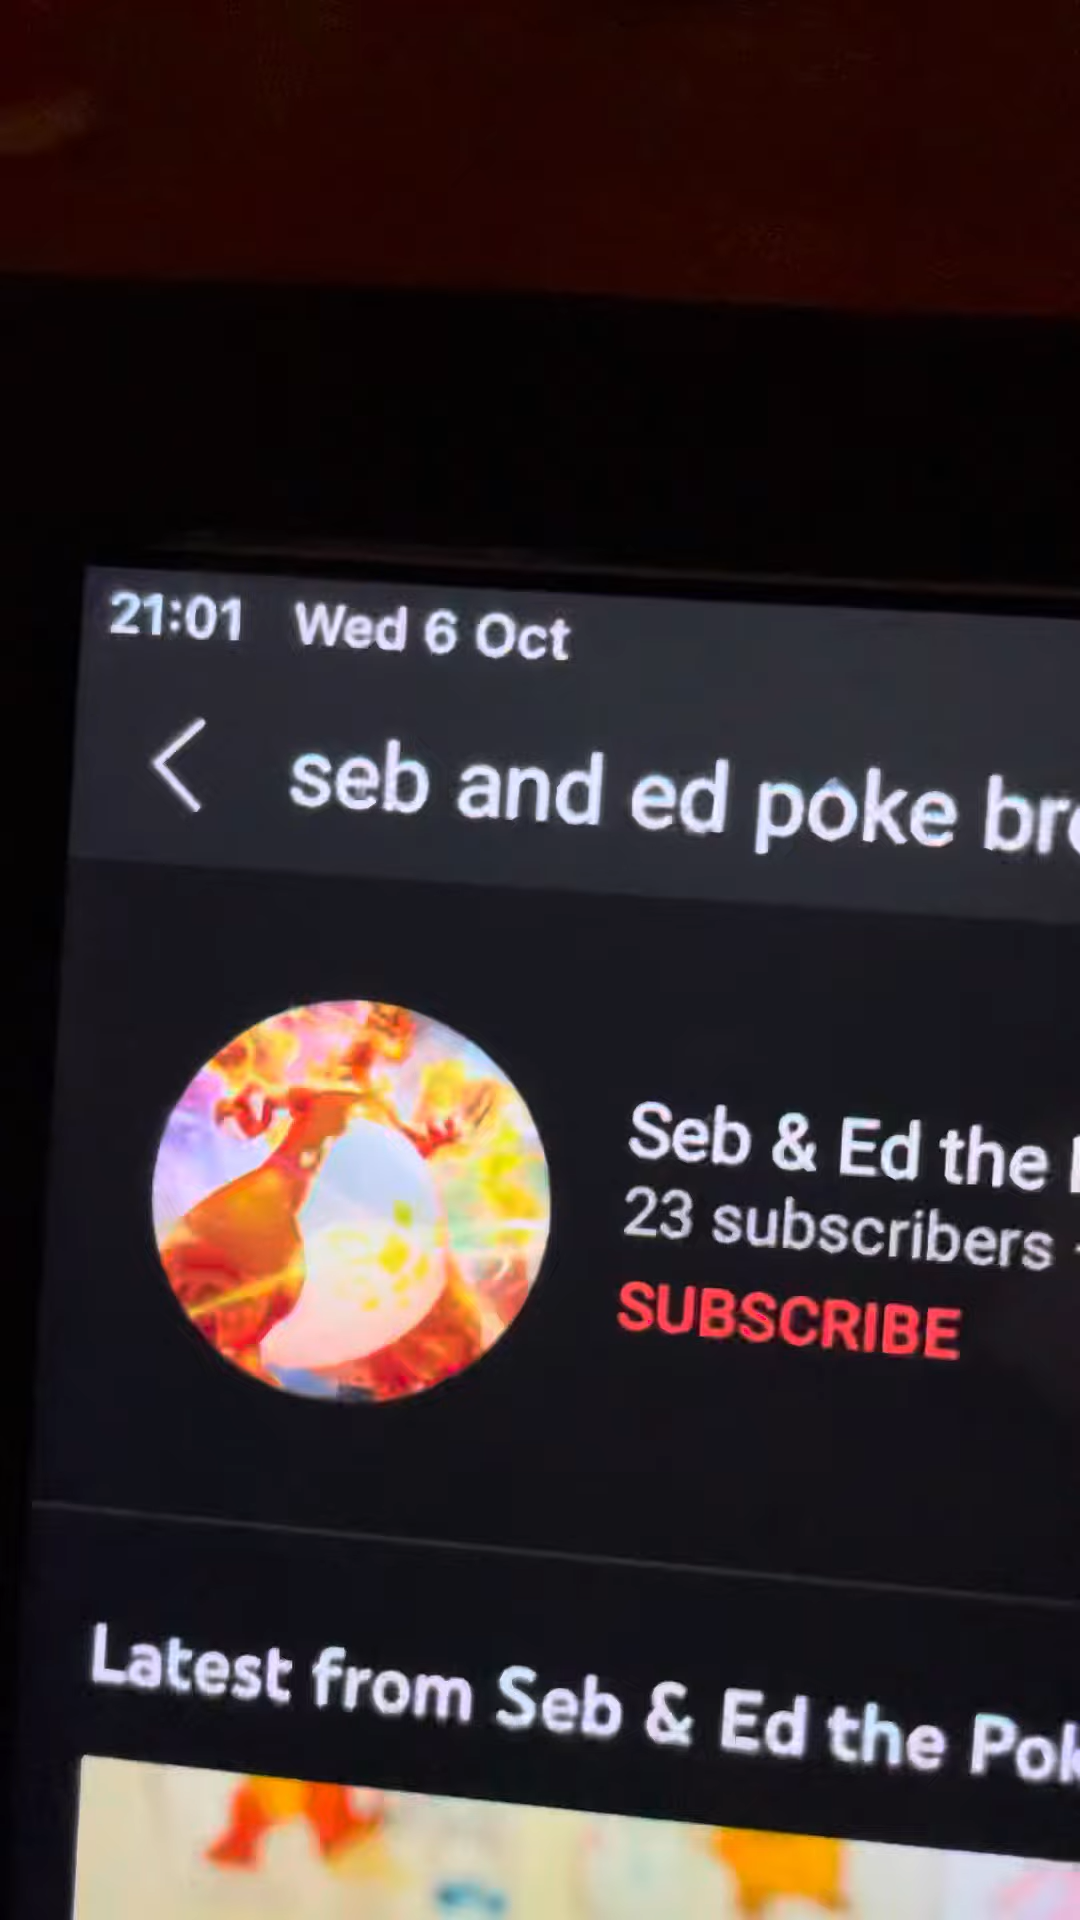 21:01 Wed 6 Oct
seb and ed poke bro
Seb & Ed the
23 subscribers
SUBSCRIBE
Latest from Seb & Ed the Pok